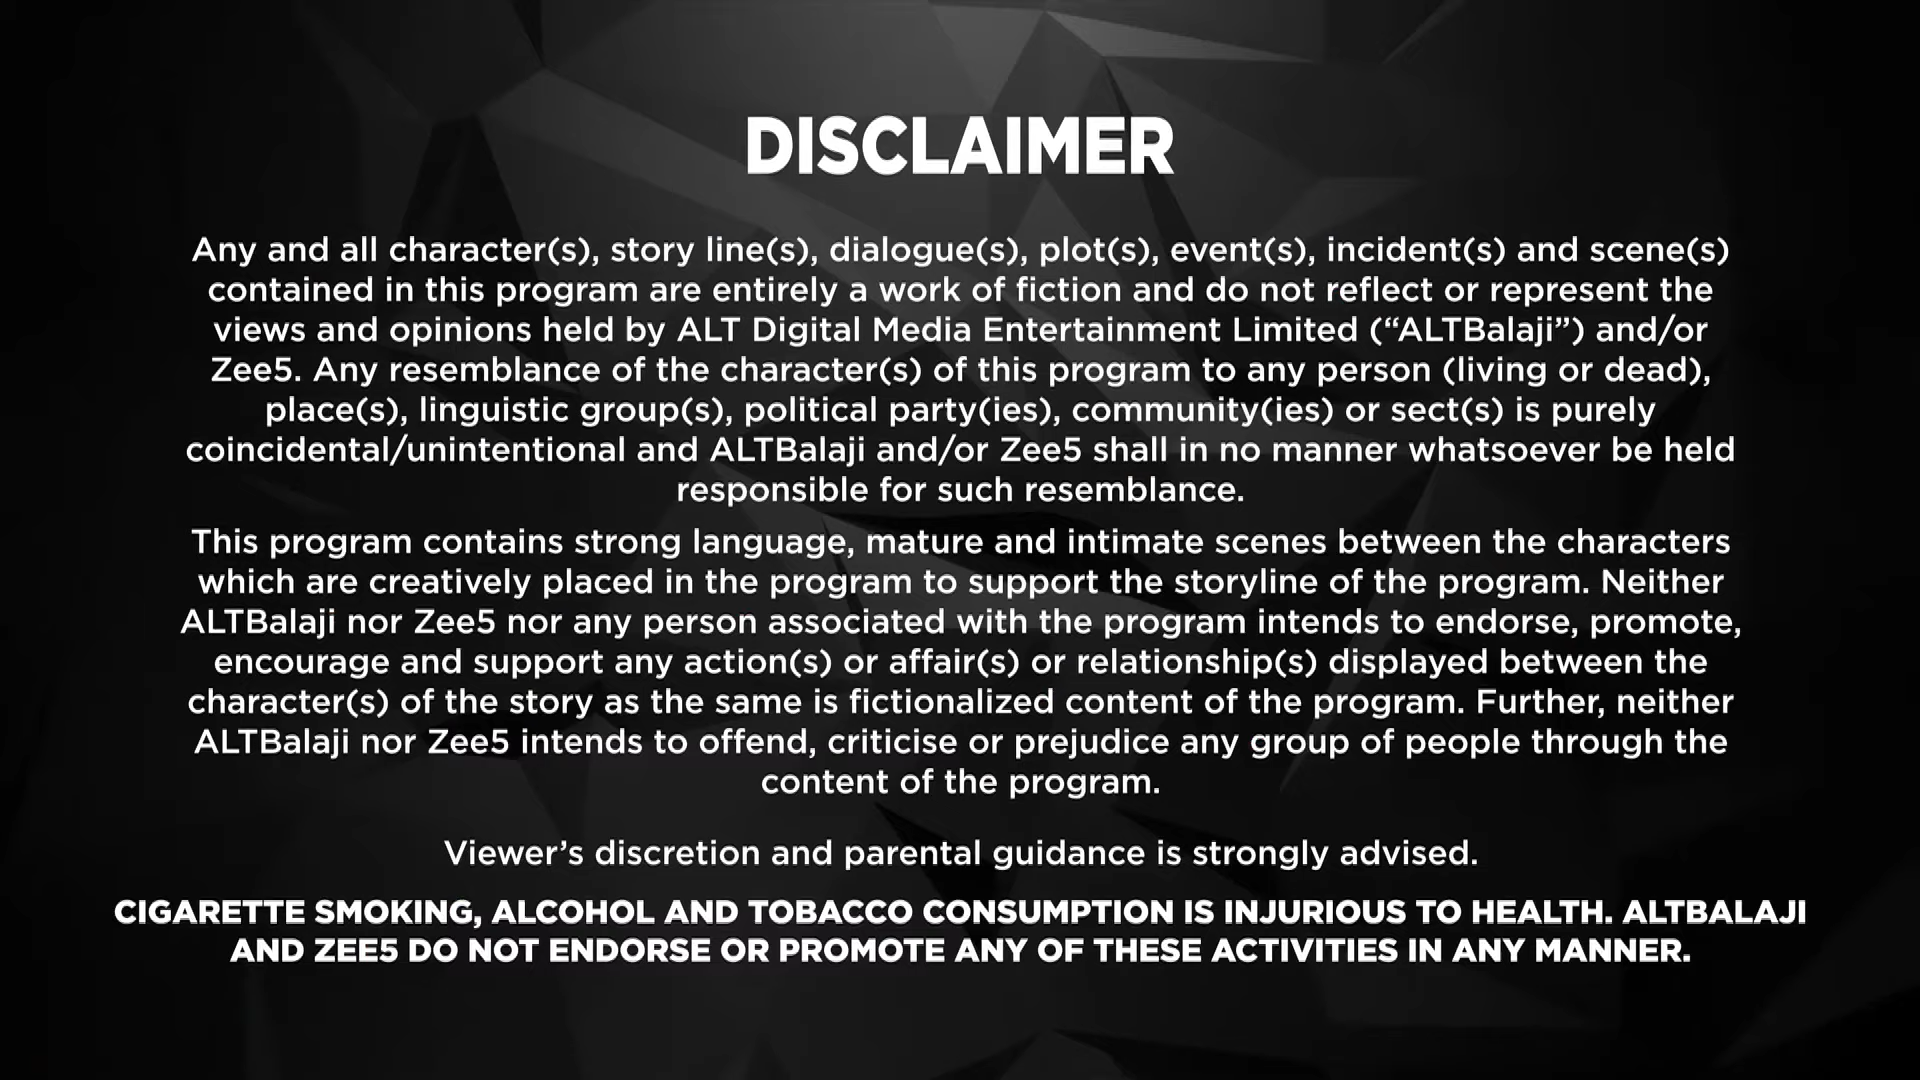 DISCLAIMER
Any and all character(s), story line(s), dialogue(s), plot(s), event(s), incident(s) and scene(s)
contained in this program are entirely a work of fiction and do not reflect or represent the
views and opinions held by ALT Digital Media Entertainment Limited (“ALTBalaji”) and/or
Zee5. Any resemblance of the character(s) of this program to any person (living or dead),
place(s), linguistic group(s), political party(ies), community(ies) or sect(s) is purely
coincidental/unintentional and ALTBalaji and/or Zee5 shall in no manner whatsoever be held
responsible for such resemblance.
This program contains strong language, mature and intimate scenes between the characters
which are creatively placed in the program to support the storyline of the program. Neither
ALTBalaji nor Zee5 nor any person associated with the program intends to endorse, promote,
encourage and support any action(s) or affair(s) or relationship(s) displayed between the
character(s) of the story as the same is fictionalized content of the program. Further, neither
ALTBalaji nor Zee5 intends to offend, criticise or prejudice any group of people through the
content of the program.
Viewer’s discretion and parental guidance is strongly advised.
CIGARETTE SMOKING, ALCOHOL AND TOBACCO CONSUMPTION IS INJURIOUS TO HEALTH. ALTBALAJI
AND ZEE5 DO NOT ENDORSE OR PROMOTE ANY OF THESE ACTIVITIES IN ANY MANNER.